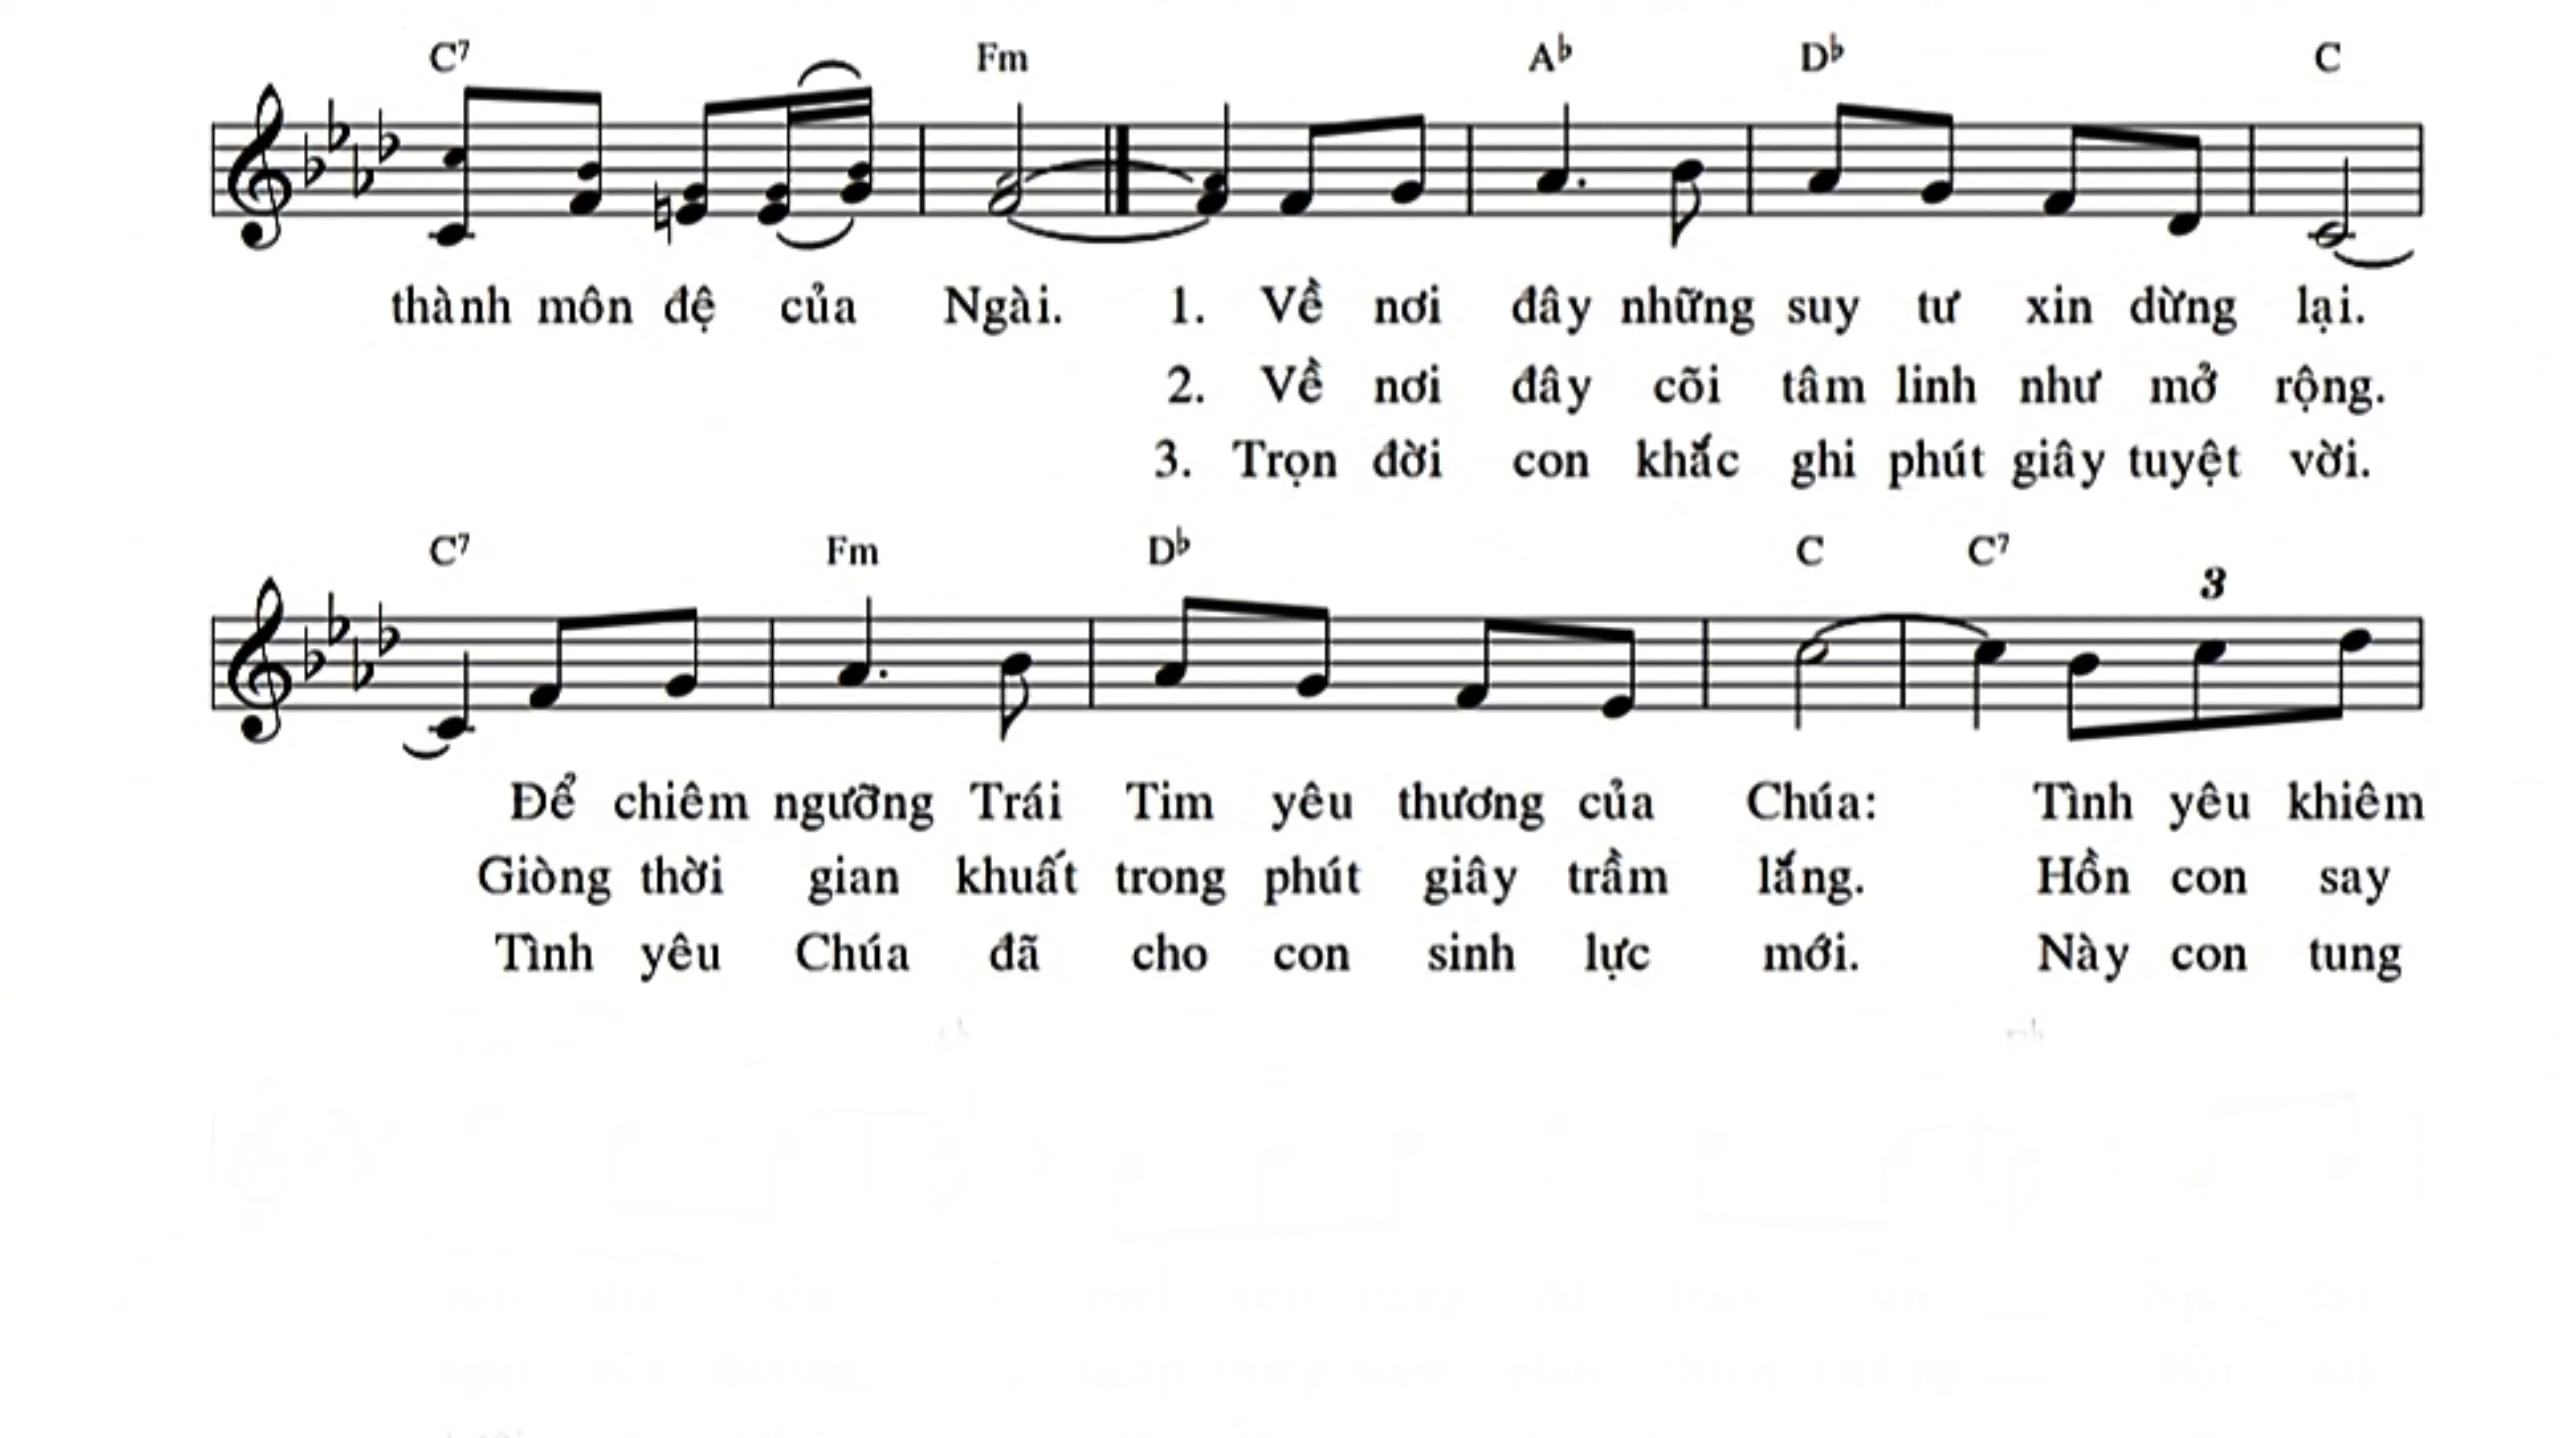 C7 Fm Ab Db C
thành môn đệ của Ngài. 1. Về nơi đây những suy tư xin dừng lại.
2. Về nơi đây cõi tâm linh như mở rộng.
3. Trọn đời con khắc ghi phút giây tuyệt vời.
C7 Fm Db C C7
3
Để chiêm ngưỡng Trái Tim yêu thương của Chúa: Tình yêu khiêm
Giòng thời gian khuất trong phút giây trầm lắng. Hồn con say
Tình yêu Chúa đã cho con sinh lực mới. Này con tung